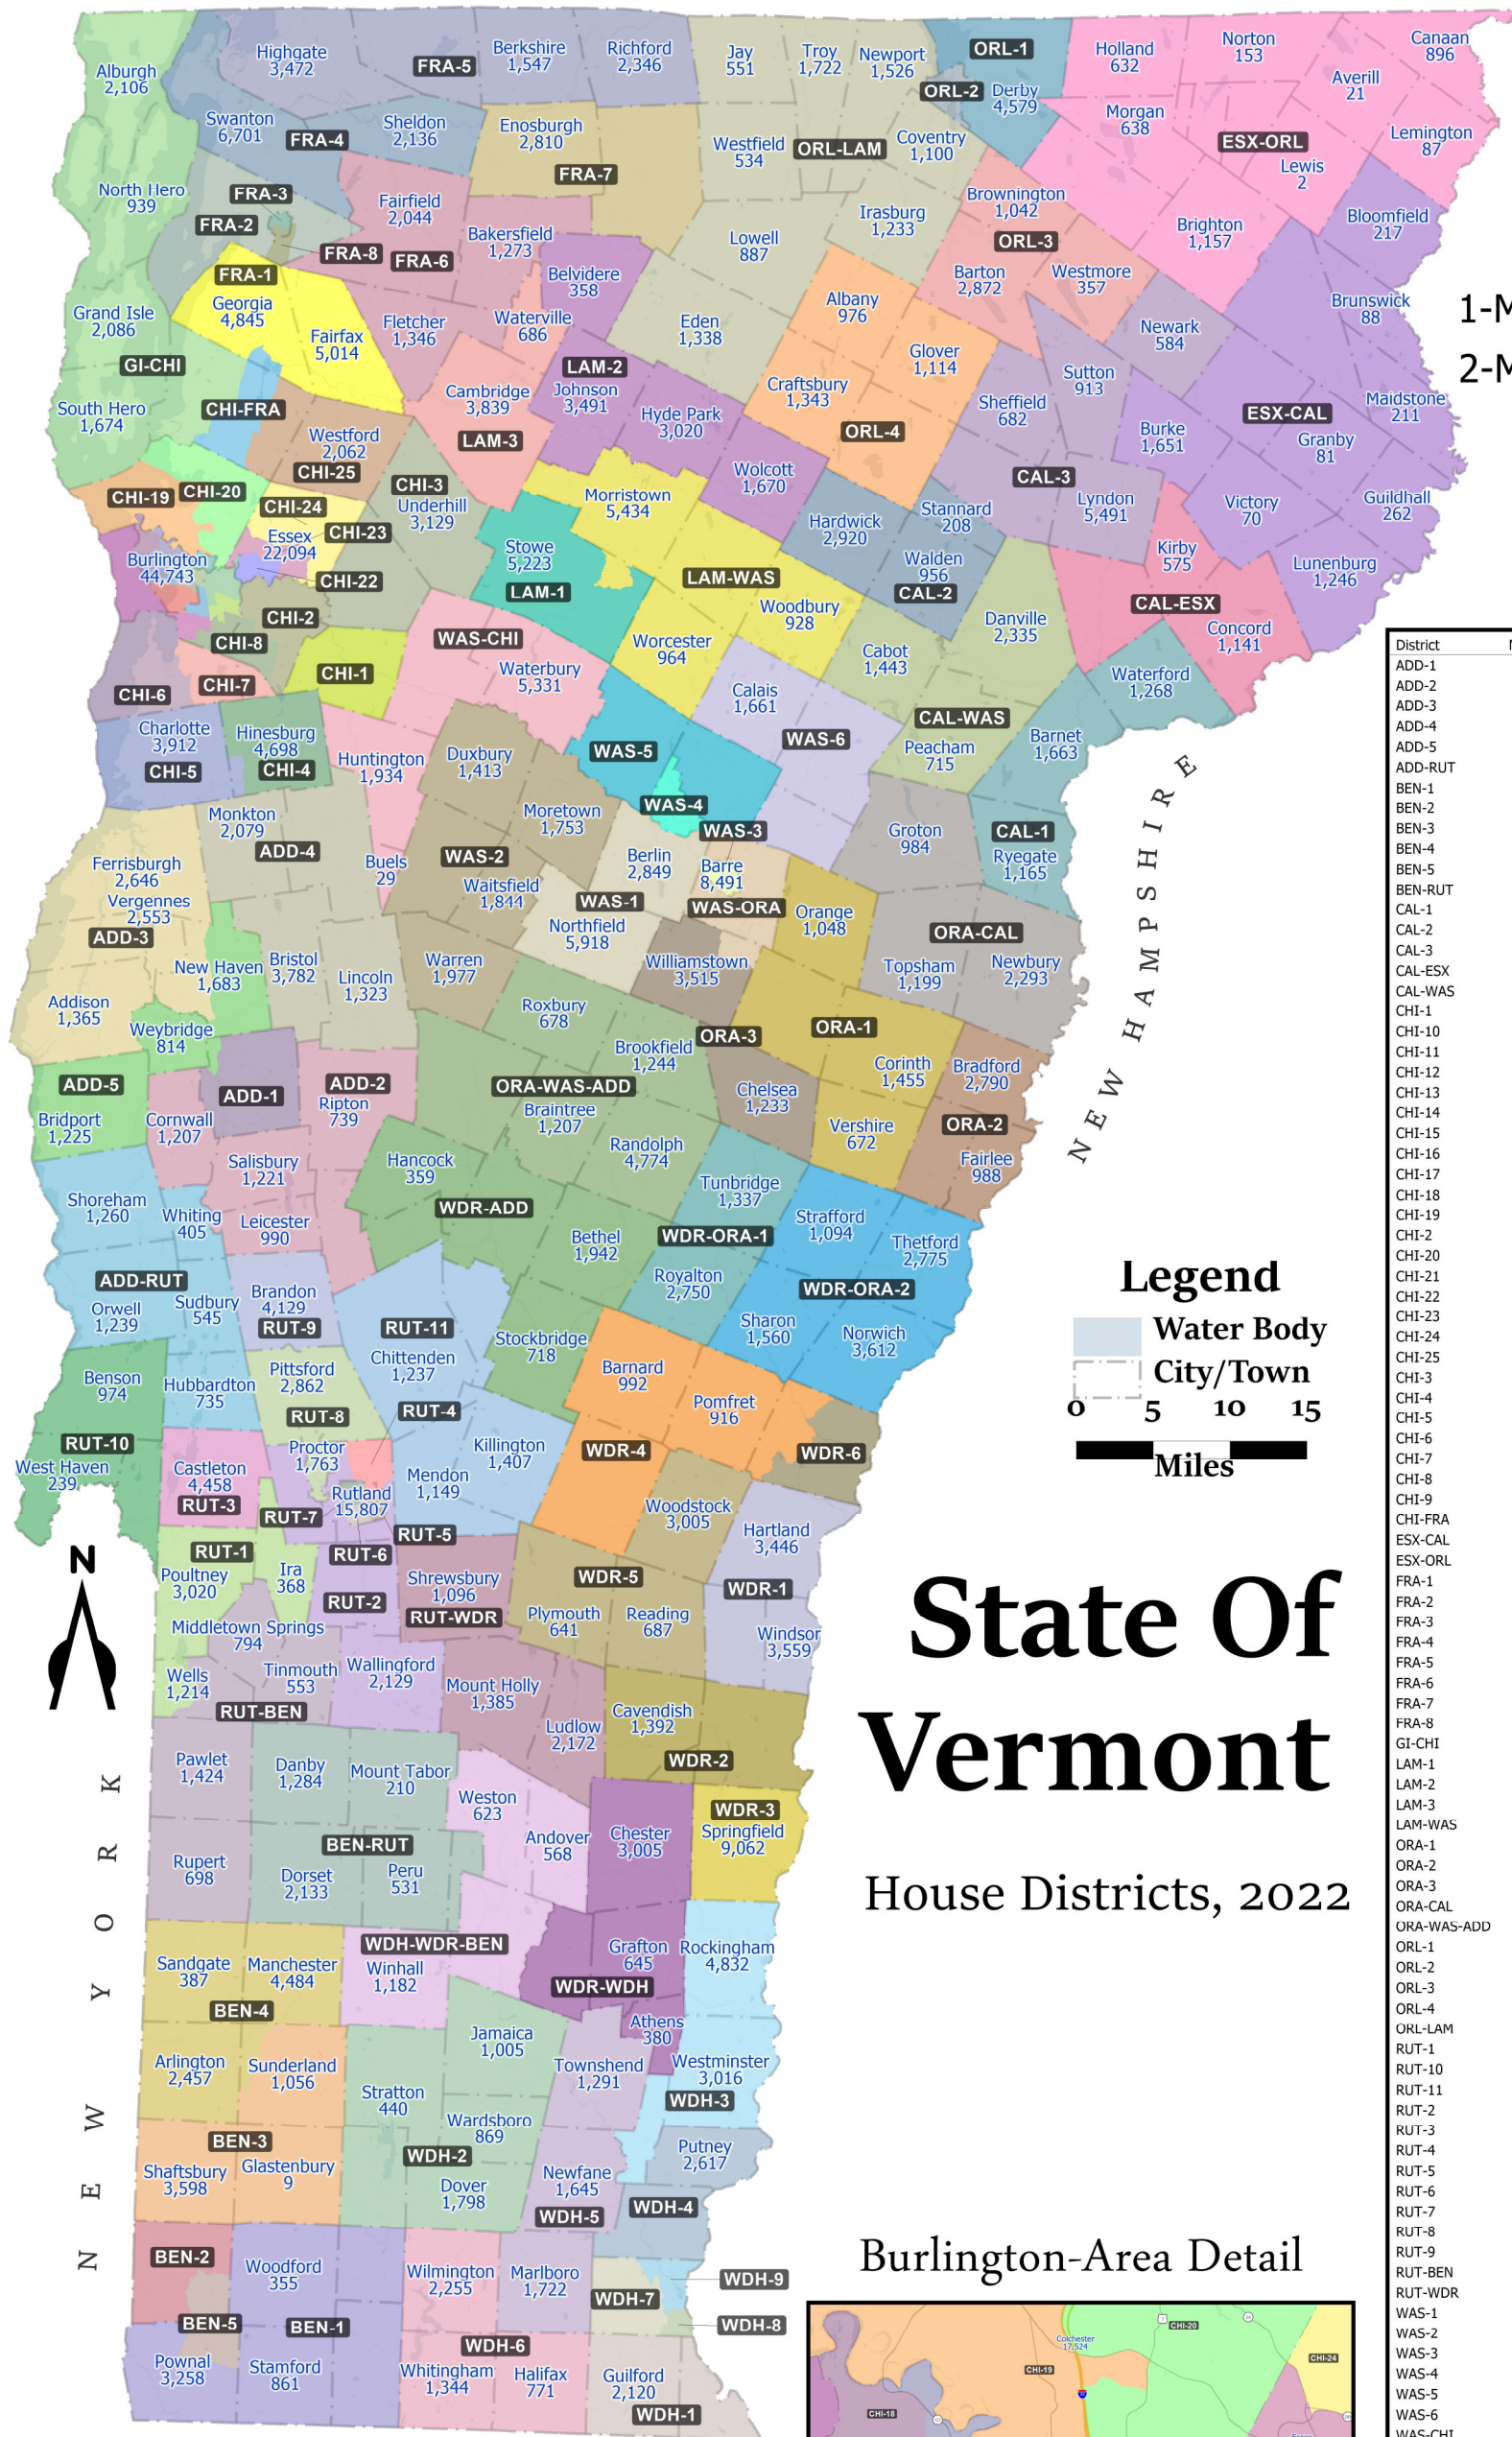 Alburgh
2,106
Highgate
3,472
FRA-5
Berkshire
1,547
Richford
2,346
Jay
551
Troy
1,722
Newport
1,526
ORL-1
ORL-2
Derby
4,579
Holland
632
Norton
153
Canaan
896
Averill
21
Morgan
638
ESX-ORL
Lemington
87
Lewis
2
Swanton
6,701
FRA-4
Sheldon
2,136
Enosburgh
2,810
FRA-7
Westfield
534
ORL-LAM
Coventry
1,100
North Hero
939
FRA-3
FRA-2
Fairfield
2,044
Bakersfield
1,273
FRA-8
FRA-6
FRA-1
Lowell
887
Irasburg
1,233
Brownington
1,042
ORL-3
Brighton
1,157
Bloomfield
217
Belvidere
358
Barton
2,872
Westmore
357
Grand Isle
2,086
Georgia
4,845
Fairfax
5,014
Fletcher
1,346
Waterville
686
Eden
1,338
Albany
976
Newark
584
Brunswick
88
1-M
2-M
GI-CHI
LAM-2
Glover
1,114
Sutton
913
South Hero
1,674
CHI-FRA
Cambridge
3,839
Johnson
3,491
Hyde Park
3,020
Craftsbury
1,343
ORL-4
Sheffield
682
ESX-CAL
Maidstone
211
Westford
2,062
CHI-25
LAM-3
Burke
1,651
Granby
81
CHI-19
CHI-20
CHI-3
Underhill
3,129
Morristown
5,434
Wolcott
1,670
CAL-3
Lyndon
5,491
Victory
70
Guildhall
262
CHI-24
CHI-23
Essex
22,094
Hardwick
2,920
Stannard
208
Walden
956
CAL-2
Kirby
575
Lunenburg
1,246
Burlington
44,743
CHI-22
Stowe
5,223
LAM-1
LAM-WAS
Woodbury
928
CAL-ESX
Concord
1,141
CHI-2
CHI-8
CHI-7
CHI-6
CHI-1
WAS-CHI
Waterbury
5,331
Worcester
964
Cabot
1,443
Danville
2,335
Waterford
1,268
Charlotte
3,912
CHI-5
Hinesburg
4,698
CHI-4
Huntington
1,934
Duxbury
1,413
WAS-5
Calais
1,661
WAS-6
CAL-WAS
Peacham
715
Barnet
1,663
NEW HAMPSHIRE
Monkton
2,079
ADD-4
Moretown
1,753
WAS-4
WAS-3
Groton
984
CAL-1
Ryegate
1,165
Ferrisburgh
2,646
Vergennes
2,553
ADD-3
Buels
29
WAS-2
Waitsfield
1,844
Berlin
2,849
Barre
8,491
WAS-1
WAS-ORA
Northfield
5,918
Orange
1,048
ORA-CAL
New Haven
1,683
Bristol
3,782
Lincoln
1,323
Warren
1,977
Williamstown
3,515
Topsham
1,199
Newbury
2,293
Addison
1,365
Weybridge
814
Roxbury
678
Brookfield
1,244
ORA-3
ORA-1
ADD-5
Bridport
1,225
ADD-1
ADD-2
Ripton
739
ORA-WAS-ADD
Braintree
1,207
Chelsea
1,233
Corinth
1,455
Bradford
2,790
Cornwall
1,207
Randolph
4,774
Vershire
672
ORA-2
Fairlee
988
Salisbury
1,221
Hancock
359
Tunbridge
1,337
Shoreham
1,260
Whiting
405
Leicester
990
WDR-ADD
Bethel
1,942
WDR-ORA-1
Strafford
1,094
Thetford
2,775
ADD-RUT
Orwell
1,239
Sudbury
545
Brandon
4,129
RUT-9
Royalton
2,750
WDR-ORA-2
RUT-11
Chittenden
1,237
Stockbridge
718
Sharon
1,560
Norwich
3,612
Legend
Water Body
City/Town
0 5 10 15
Miles
Benson
974
Hubbardton
735
Pittsford
2,862
RUT-8
RUT-4
Barnard
992
Pomfret
916
RUT-10
West Haven
239
Castleton
4,458
RUT-3
Proctor
1,763
Killington
1,407
Mendon
1,149
WDR-4
WDR-6
Rutland
15,807
RUT-7
RUT-5
Woodstock
3,005
Hartland
3,446
N
RUT-1
Poultney
3,020
Ira
368
RUT-6
RUT-2
Shrewsbury
1,096
RUT-WDR
WDR-5
WDR-1
Plymouth
641
Reading
687
Windsor
3,559
Middletown Springs
794
Wells
1,214
Tinmouth
553
RUT-BEN
Wallingford
2,129
Mount Holly
1,385
Ludlow
2,172
Cavendish
1,392
WDR-2
State Of
Vermont
House Districts, 2022
Pawlet
1,424
Danby
1,284
Mount Tabor
210
Weston
623
Andover
568
Chester
3,005
WDR-3
Springfield
9,062
BEN-RUT
Rupert
698
Dorset
2,133
Peru
531
NEW YORK
Sandgate
387
Manchester
4,484
BEN-4
WDH-WDR-BEN
Winhall
1,182
Grafton
645
WDR-WDH
Rockingham
4,832
Athens
380
Arlington
2,457
Sunderland
1,056
Jamaica
1,005
Townshend
1,291
Westminster
3,016
WDH-3
Stratton
440
Wardsboro
869
BEN-3
Shaftsbury
3,598
Glastenbury
9
WDH-2
Dover
1,798
Newfane
1,645
WDH-5
Putney
2,617
WDH-4
BEN-2
Woodford
355
Wilmington
2,255
Marlboro
1,722
WDH-7
WDH-9
WDH-8
BEN-5
BEN-1
WDH-6
Pownal
3,258
Stamford
861
Whitingham
1,344
Halifax
771
Guilford
2,120
WDH-1
Burlington-Area Detail
Colchester
17,524
CHI-20
CHI-19
CHI-24
CHI-18
District
ADD-1
ADD-2
ADD-3
ADD-4
ADD-5
ADD-RUT
BEN-1
BEN-2
BEN-3
BEN-4
BEN-5
BEN-RUT
CAL-1
CAL-2
CAL-3
CAL-ESX
CAL-WAS
CHI-1
CHI-10
CHI-11
CHI-12
CHI-13
CHI-14
CHI-15
CHI-16
CHI-17
CHI-18
CHI-19
CHI-2
CHI-20
CHI-21
CHI-22
CHI-23
CHI-24
CHI-25
CHI-3
CHI-4
CHI-5
CHI-6
CHI-7
CHI-8
CHI-9
CHI-FRA
ESX-CAL
ESX-ORL
FRA-1
FRA-2
FRA-3
FRA-4
FRA-5
FRA-6
FRA-7
FRA-8
GI-CHI
LAM-1
LAM-2
LAM-3
LAM-WAS
ORA-1
ORA-2
ORA-3
ORA-CAL
ORA-WAS-ADD
ORL-1
ORL-2
ORL-3
ORL-4
ORL-LAM
RUT-1
RUT-10
RUT-11
RUT-2
RUT-3
RUT-4
RUT-5
RUT-6
RUT-7
RUT-8
RUT-9
RUT-BEN
RUT-WDR
WAS-1
WAS-2
WAS-3
WAS-4
WAS-5
WAS-6
WAS-CHI